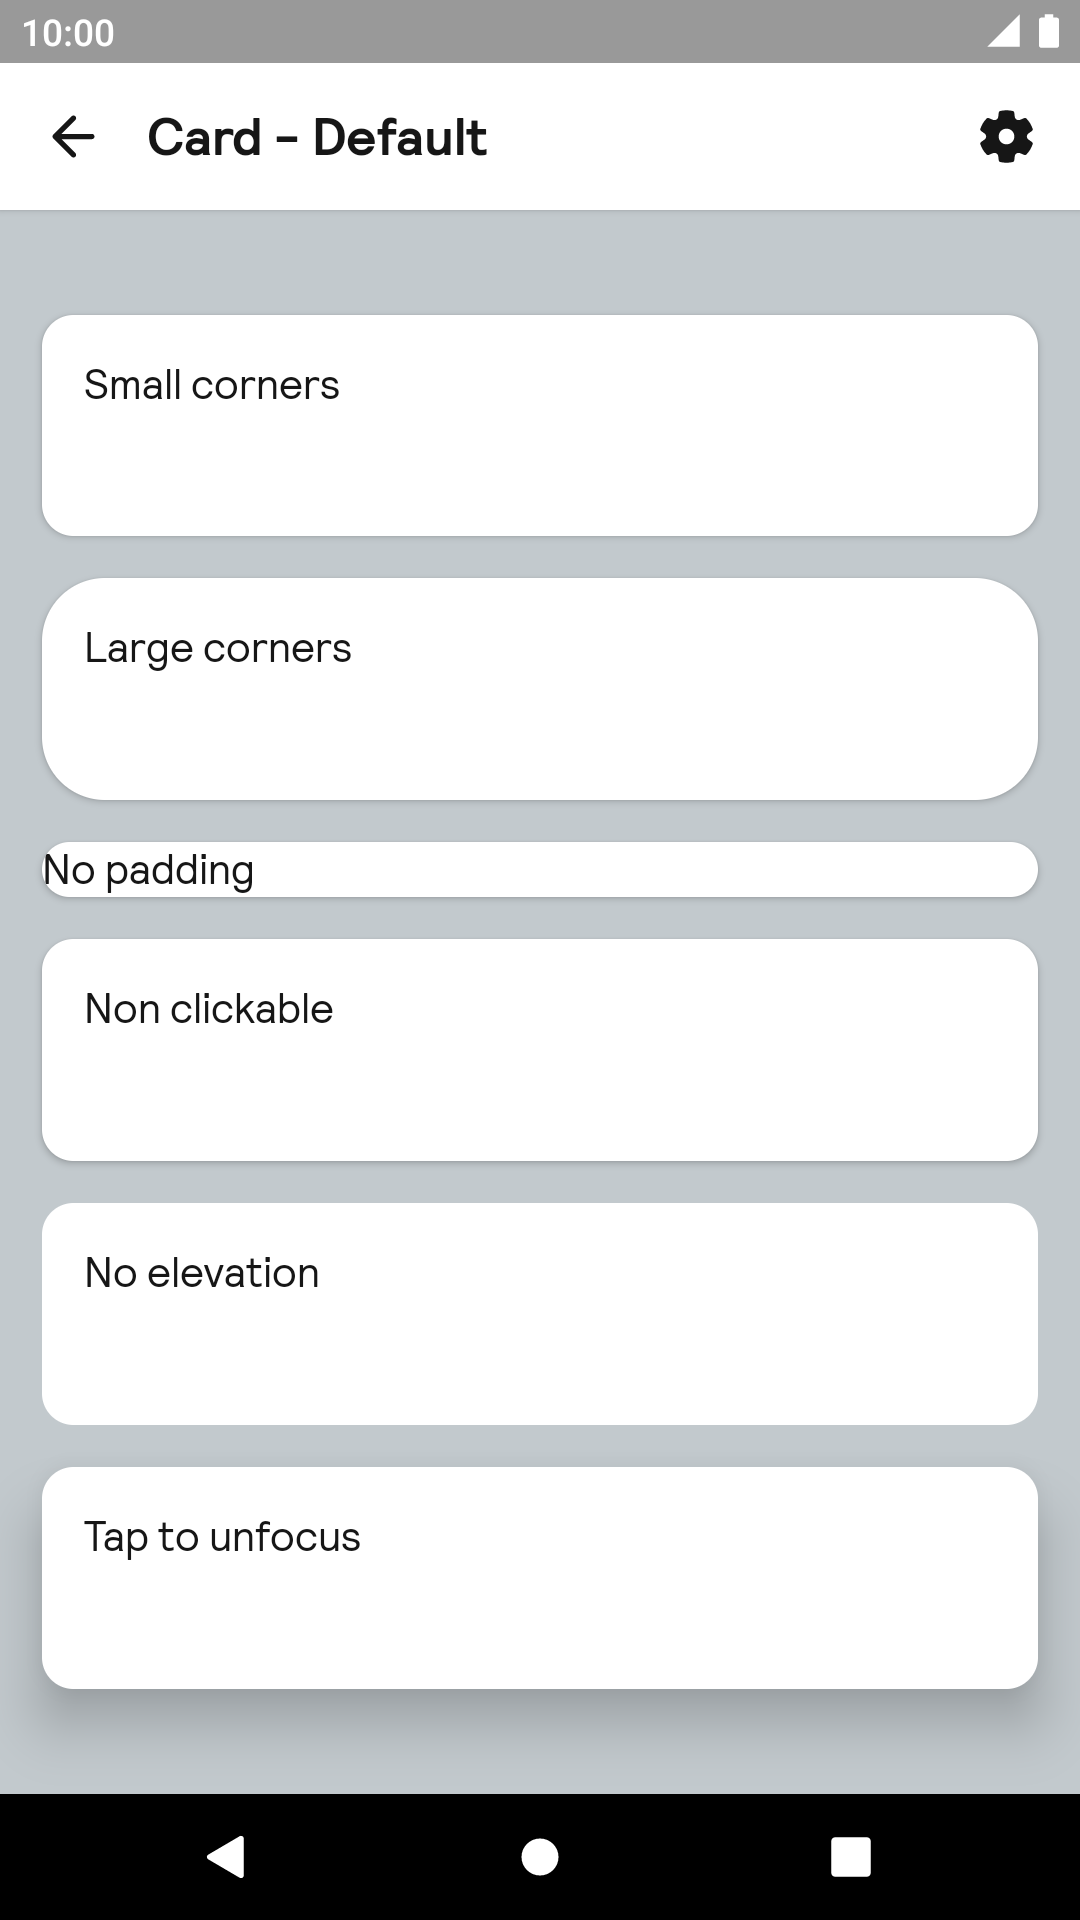 10:00
Card - Default
Small corners
Large corners
No padding
Non clickable
No elevation
Tap to unfocus